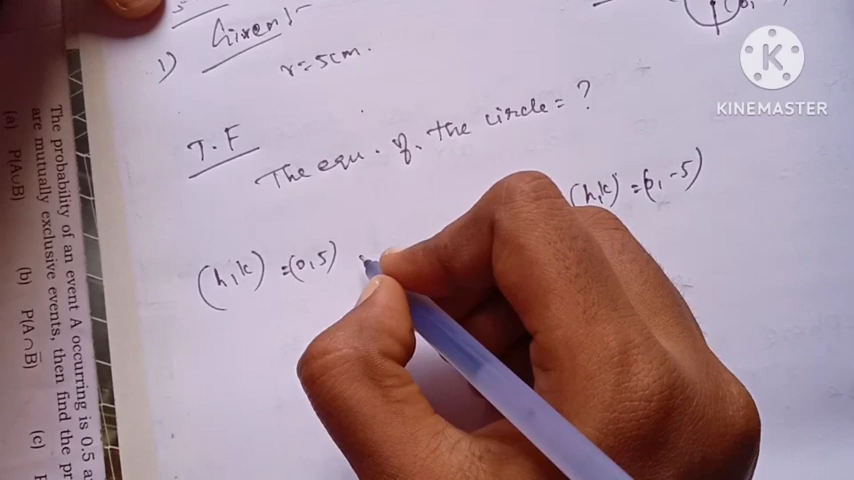 1) Given:-
r=5cm.
T.F
The equ. of the circle = ?
(h,k) = (0,-5)
(h,k) = (0,5)
K
KINEMASTER
The probability of an event A occurring is 0.5 a
are mutually exclusive events, then find the pr
(a) P(A∪B) (b) P(A ∩ B̅) (c)